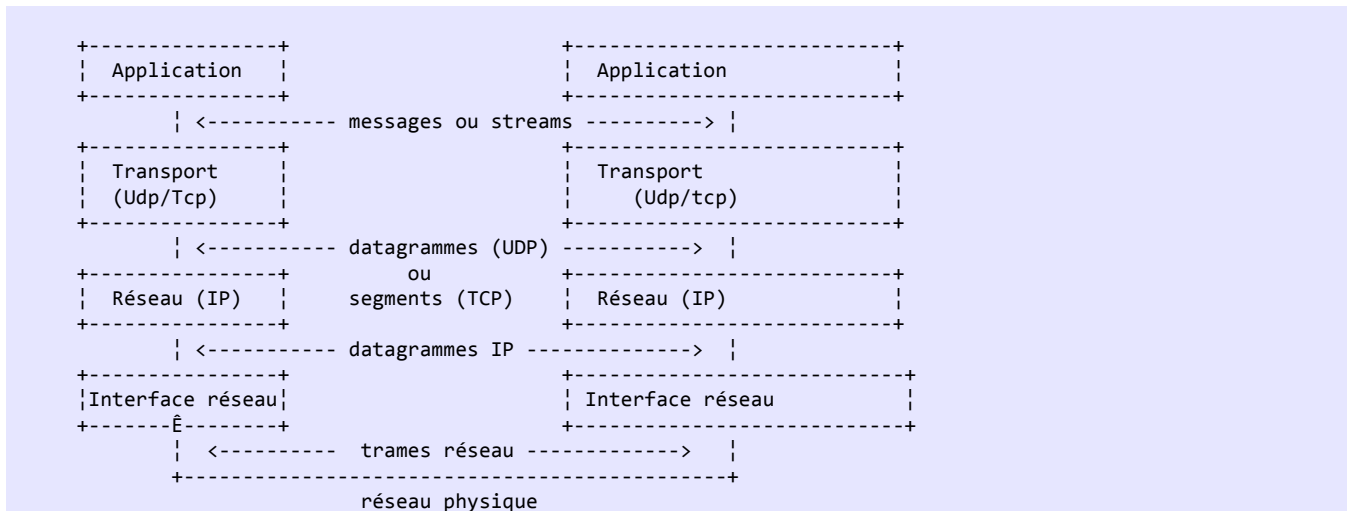 +----------------+ +---------------------------+
¦ Application ¦ ¦ Application ¦
+----------------+ +---------------------------+
¦ <----------- messages ou streams ----------> ¦
+----------------+ +---------------------------+
¦ Transport ¦ ¦ Transport ¦
¦ (Udp/Tcp) ¦ ¦ (Udp/tcp) ¦
+----------------+ +---------------------------+
¦ <----------- datagrammes (UDP) -----------> ¦
+----------------+ ou +---------------------------+
¦ Réseau (IP) ¦ segments (TCP) ¦ Réseau (IP) ¦
+----------------+ +---------------------------+
¦ <----------- datagrammes IP --------------> ¦
+----------------+ +----------------------------+
¦Interface réseau¦ ¦ Interface réseau ¦
+-------Ê--------+ +----------------------------+
¦ <---------- trames réseau -------------> ¦
+----------------------------------------------+
réseau physique